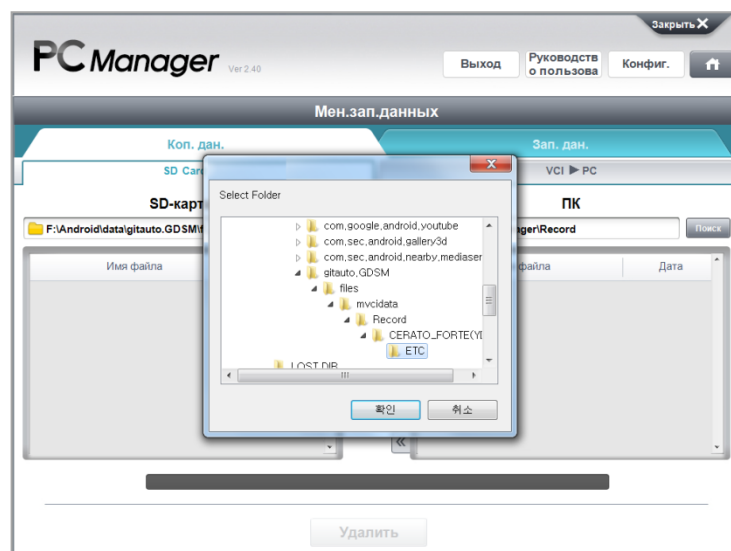 Закрыть X
PC Manager Ver 2.40
Выход
Руководств
о пользова
Конфиг.
Мен.зап.данных
Коп. дан.
Зап. дан.
SD Car
VCI ▶ PC
SD-карт
ПК
F:\Android\data\gitauto.GDSM\f
ager\Record
Поиск
Имя файла
файла
Дата
Select Folder
com,google,android,youtube
com,sec,android,gallery3d
com,sec,android,nearby,mediaser
gitauto,GDSM
files
mvcidata
Record
CERATO_FORTE(YI
ETC
LOST.DIR
확인
취소
Удалить